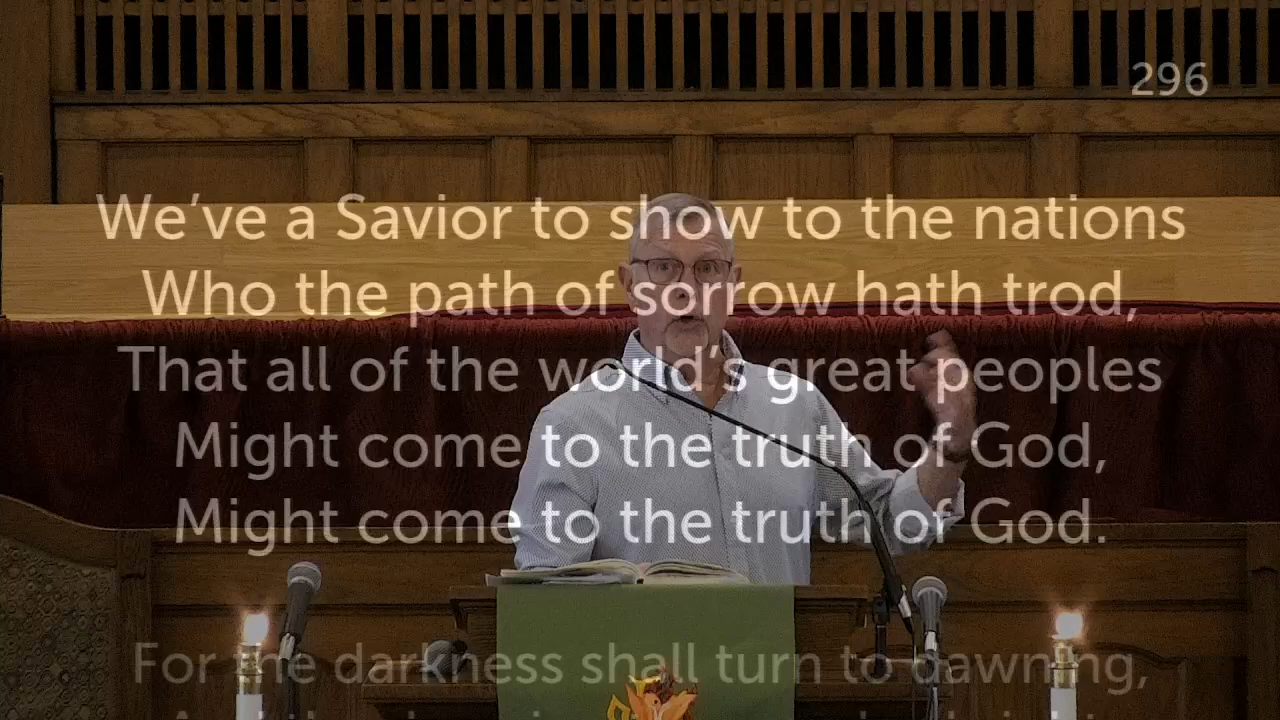 296
We've a Savior to show to the nations
Who the path of sorrow hath trod,
That all of the world's great peoples
Might come to the truth of God,
Might come to the truth of God.
For the darkness shall turn to dawning,